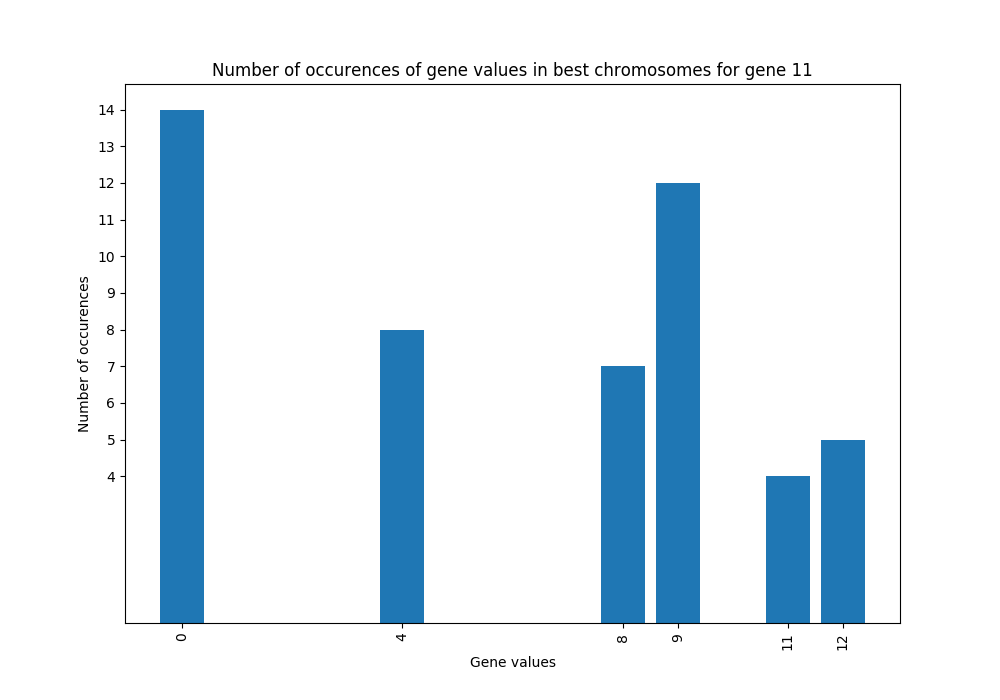 Number of occurences of gene values in best chromosomes for gene 11
14
13
12
11
10
9
8
7
6
5
4
Number of occurences
0 4 8 9 11 12
Gene values